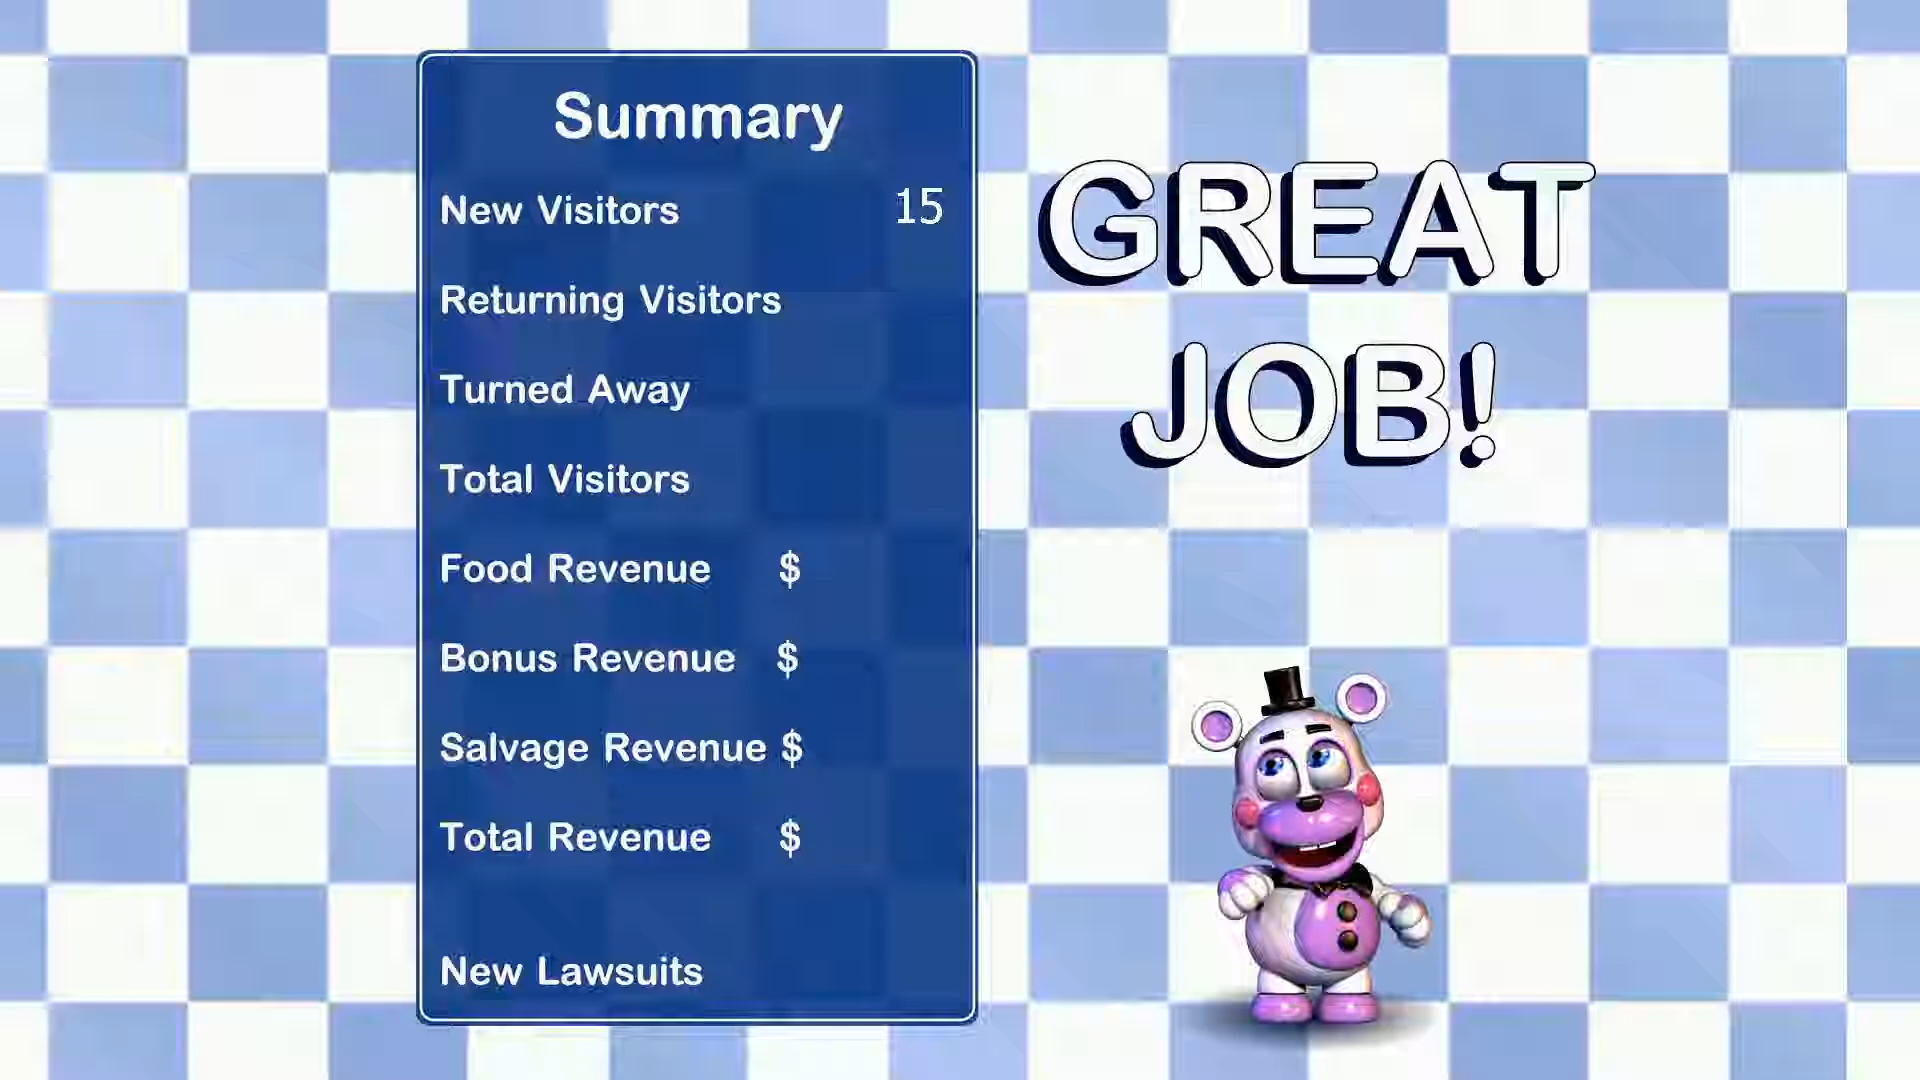 Summary
New Visitors 15
Returning Visitors
Turned Away
Total Visitors
Food Revenue $
Bonus Revenue $
Salvage Revenue $
Total Revenue $
New Lawsuits
GREAT
JOB!